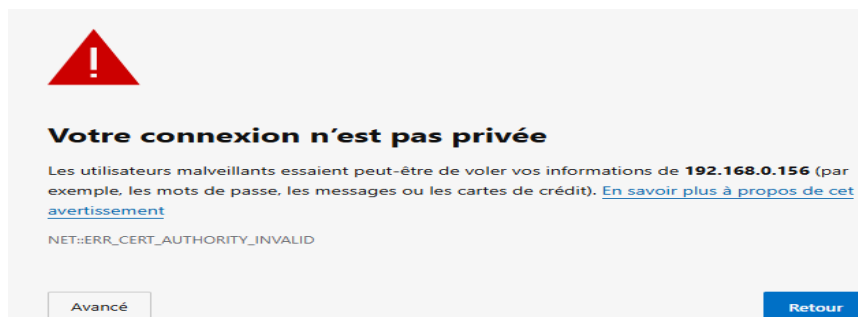 !
Votre connexion n'est pas privée
Les utilisateurs malveillants essaient peut-être de voler vos informations de 192.168.0.156 (par
exemple, les mots de passe, les messages ou les cartes de crédit). En savoir plus à propos de cet
avertissement
NET::ERR_CERT_AUTHORITY_INVALID
Avancé
Retour